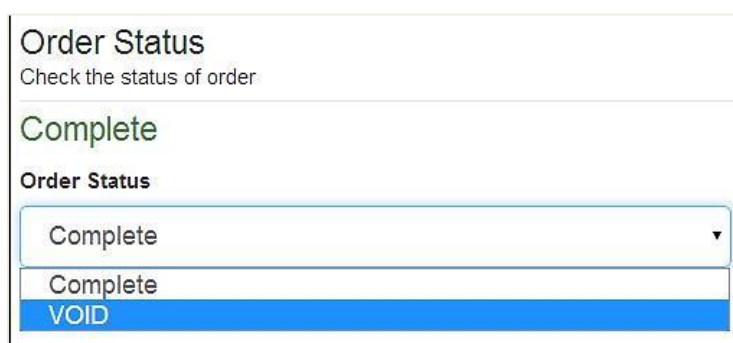 Order Status
Check the status of order
Complete
Order Status
Complete
Complete
VOID